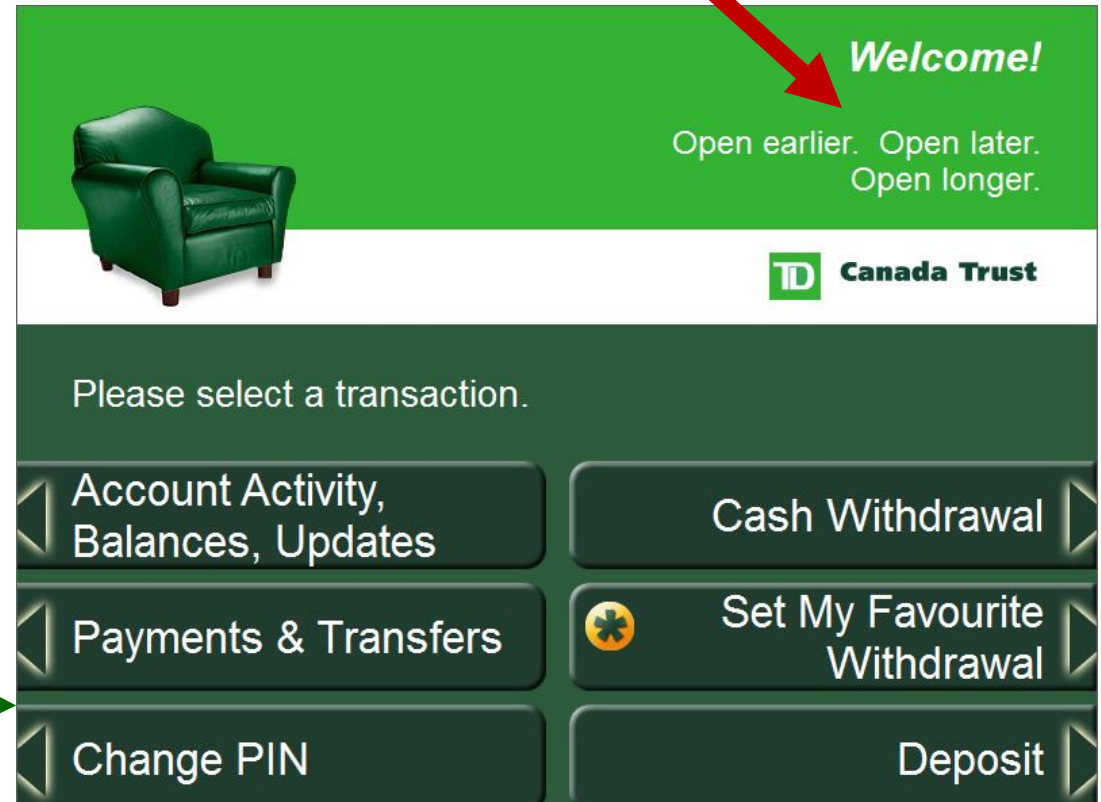 Welcome!
Open earlier.  Open later.
Open longer.
TD Canada Trust
Please select a transaction.
Account Activity,
Balances, Updates
Cash Withdrawal
Payments & Transfers
Set My Favourite
Withdrawal
Change PIN
Deposit